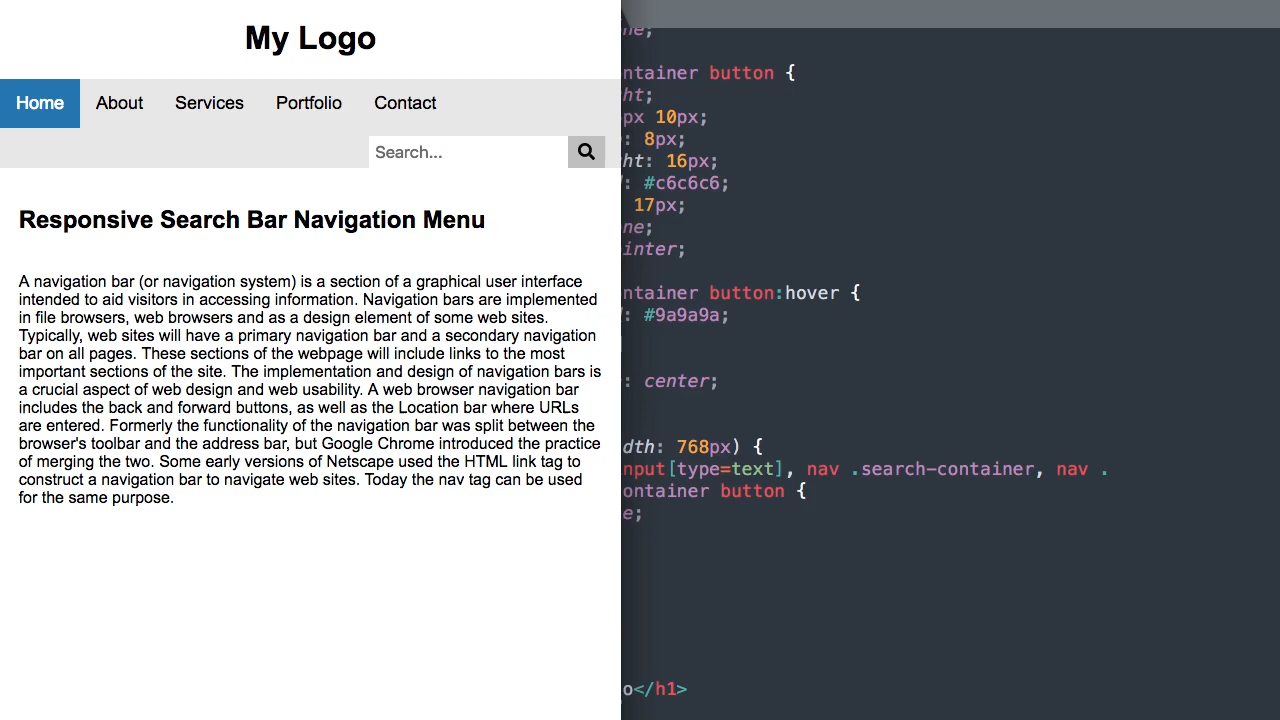 My Logo
Home About Services Portfolio Contact
Search...
Responsive Search Bar Navigation Menu
A navigation bar (or navigation system) is a section of a graphical user interface
intended to aid visitors in accessing information. Navigation bars are implemented
in file browsers, web browsers and as a design element of some web sites.
Typically, web sites will have a primary navigation bar and a secondary navigation
bar on all pages. These sections of the webpage will include links to the most
important sections of the site. The implementation and design of navigation bars is
a crucial aspect of web design and web usability. A web browser navigation bar
includes the back and forward buttons, as well as the Location bar where URLs
are entered. Formerly the functionality of the navigation bar was split between the
browser's toolbar and the address bar, but Google Chrome introduced the practice
of merging the two. Some early versions of Netscape used the HTML link tag to
construct a navigation bar to navigate web sites. Today the nav tag can be used
for the same purpose.
ne;
ntainer button {
ht;
px 10px;
: 8px;
ht: 16px;
: #c6c6c6;
17px;
ne;
inter;
ntainer button:hover {
: #9a9a9a;
: center;
dth: 768px) {
nput[type=text], nav .search-container, nav .
ontainer button {
e;
o</h1>